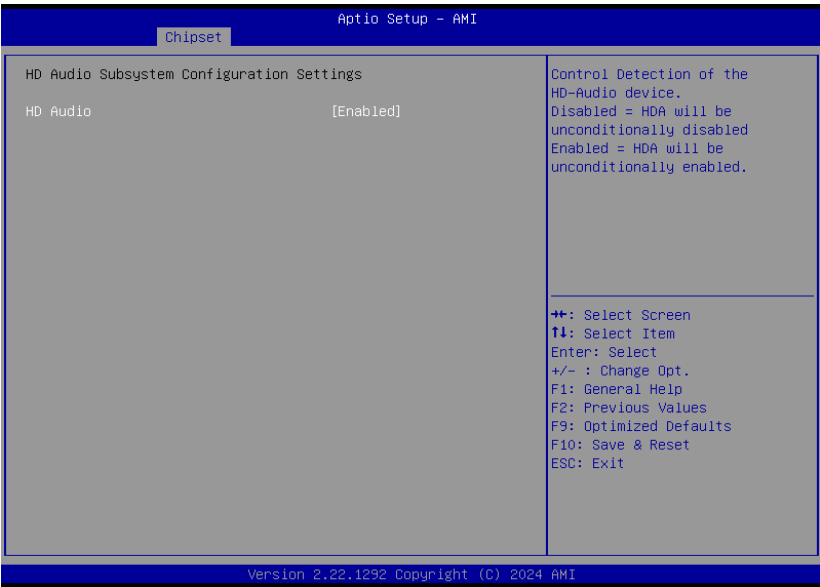 Aptio Setup – AMI
Chipset
HD Audio Subsystem Configuration Settings
HD Audio [Enabled]
Control Detection of the
HD-Audio device.
Disabled = HDA will be
unconditionally disabled
Enabled = HDA will be
unconditionally enabled.
→←: Select Screen
↑↓: Select Item
Enter: Select
+/- : Change Opt.
F1: General Help
F2: Previous Values
F9: Optimized Defaults
F10: Save & Reset
ESC: Exit
Version 2.22.1292 Copyright (C) 2024 AMI